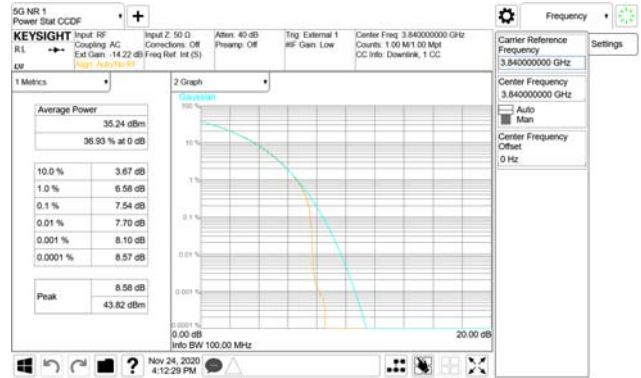 5G NR 1
Power Stat CCDF
Frequency
KEYSIGHT
Input: RF
Input Z: 50 Ω
Atten: 40 dB
Trig: External 1
Center Freq: 3.840000000 GHz
RL
Coupling: AC
Corrections: Off
Preamp: Off
#IF Gain: Low
Counts: 1.00 M/1.00 Mpt
Ext Gain: -14.22 dB
Freq Ref: Int (S)
CC Info: Downlink, 1 CC
Align: Auto/No RF
1 Metrics
2 Graph
Average Power
35.24 dBm
36.93 % at 0 dB
10.0 % 3.67 dB
1.0 % 6.58 dB
0.1 % 7.54 dB
0.01 % 7.70 dB
0.001 % 8.10 dB
0.0001 % 8.57 dB
Peak
8.58 dB
43.82 dBm
Gaussian
100 %
10 %
1 %
0.1 %
0.01 %
0.001 %
0.0001 %
0.00 dB
20.00 dB
Info BW 100.00 MHz
Carrier Reference
Frequency
3.840000000 GHz
Center Frequency
3.840000000 GHz
Auto
Man
Center Frequency
Offset
0 Hz
Settings
Nov 24, 2020
4:12:29 PM